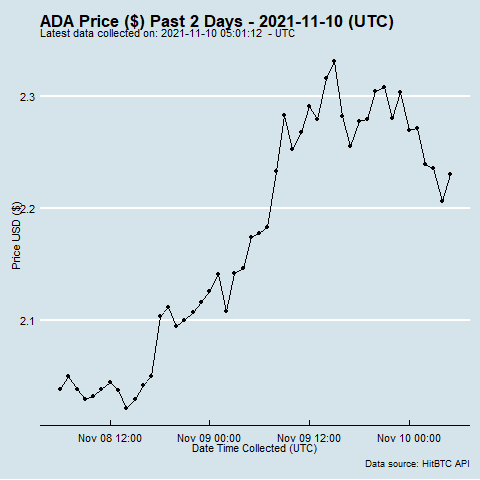 ADA Price ($) Past 2 Days - 2021-11-10 (UTC)
Latest data collected on: 2021-11-10 05:01:12 - UTC
Price USD ($)
2.3
2.2
2.1
Nov 08 12:00 Nov 09 00:00 Nov 09 12:00 Nov 10 00:00
Date Time Collected (UTC)
Data source: HitBTC API